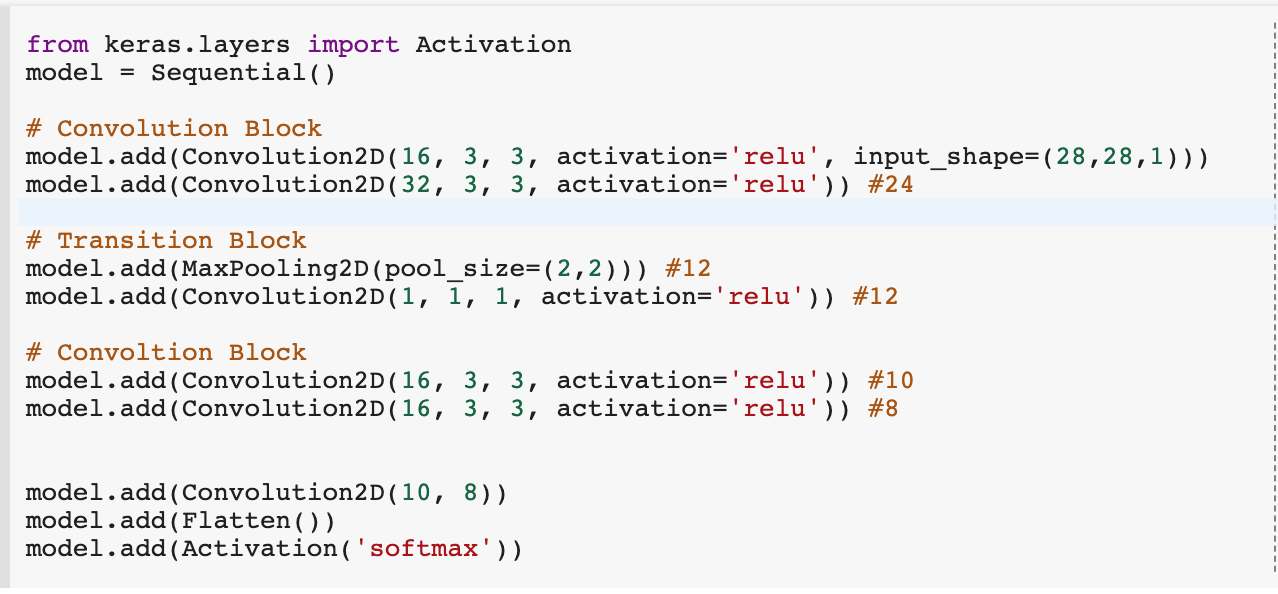 from keras.layers import Activation
model = Sequential()
# Convolution Block
model.add(Convolution2D(16, 3, 3, activation='relu', input_shape=(28,28,1)))
model.add(Convolution2D(32, 3, 3, activation='relu')) #24
# Transition Block
model.add(MaxPooling2D(pool_size=(2,2))) #12
model.add(Convolution2D(1, 1, 1, activation='relu')) #12
# Convoltion Block
model.add(Convolution2D(16, 3, 3, activation='relu')) #10
model.add(Convolution2D(16, 3, 3, activation='relu')) #8
model.add(Convolution2D(10, 8))
model.add(Flatten())
model.add(Activation('softmax'))